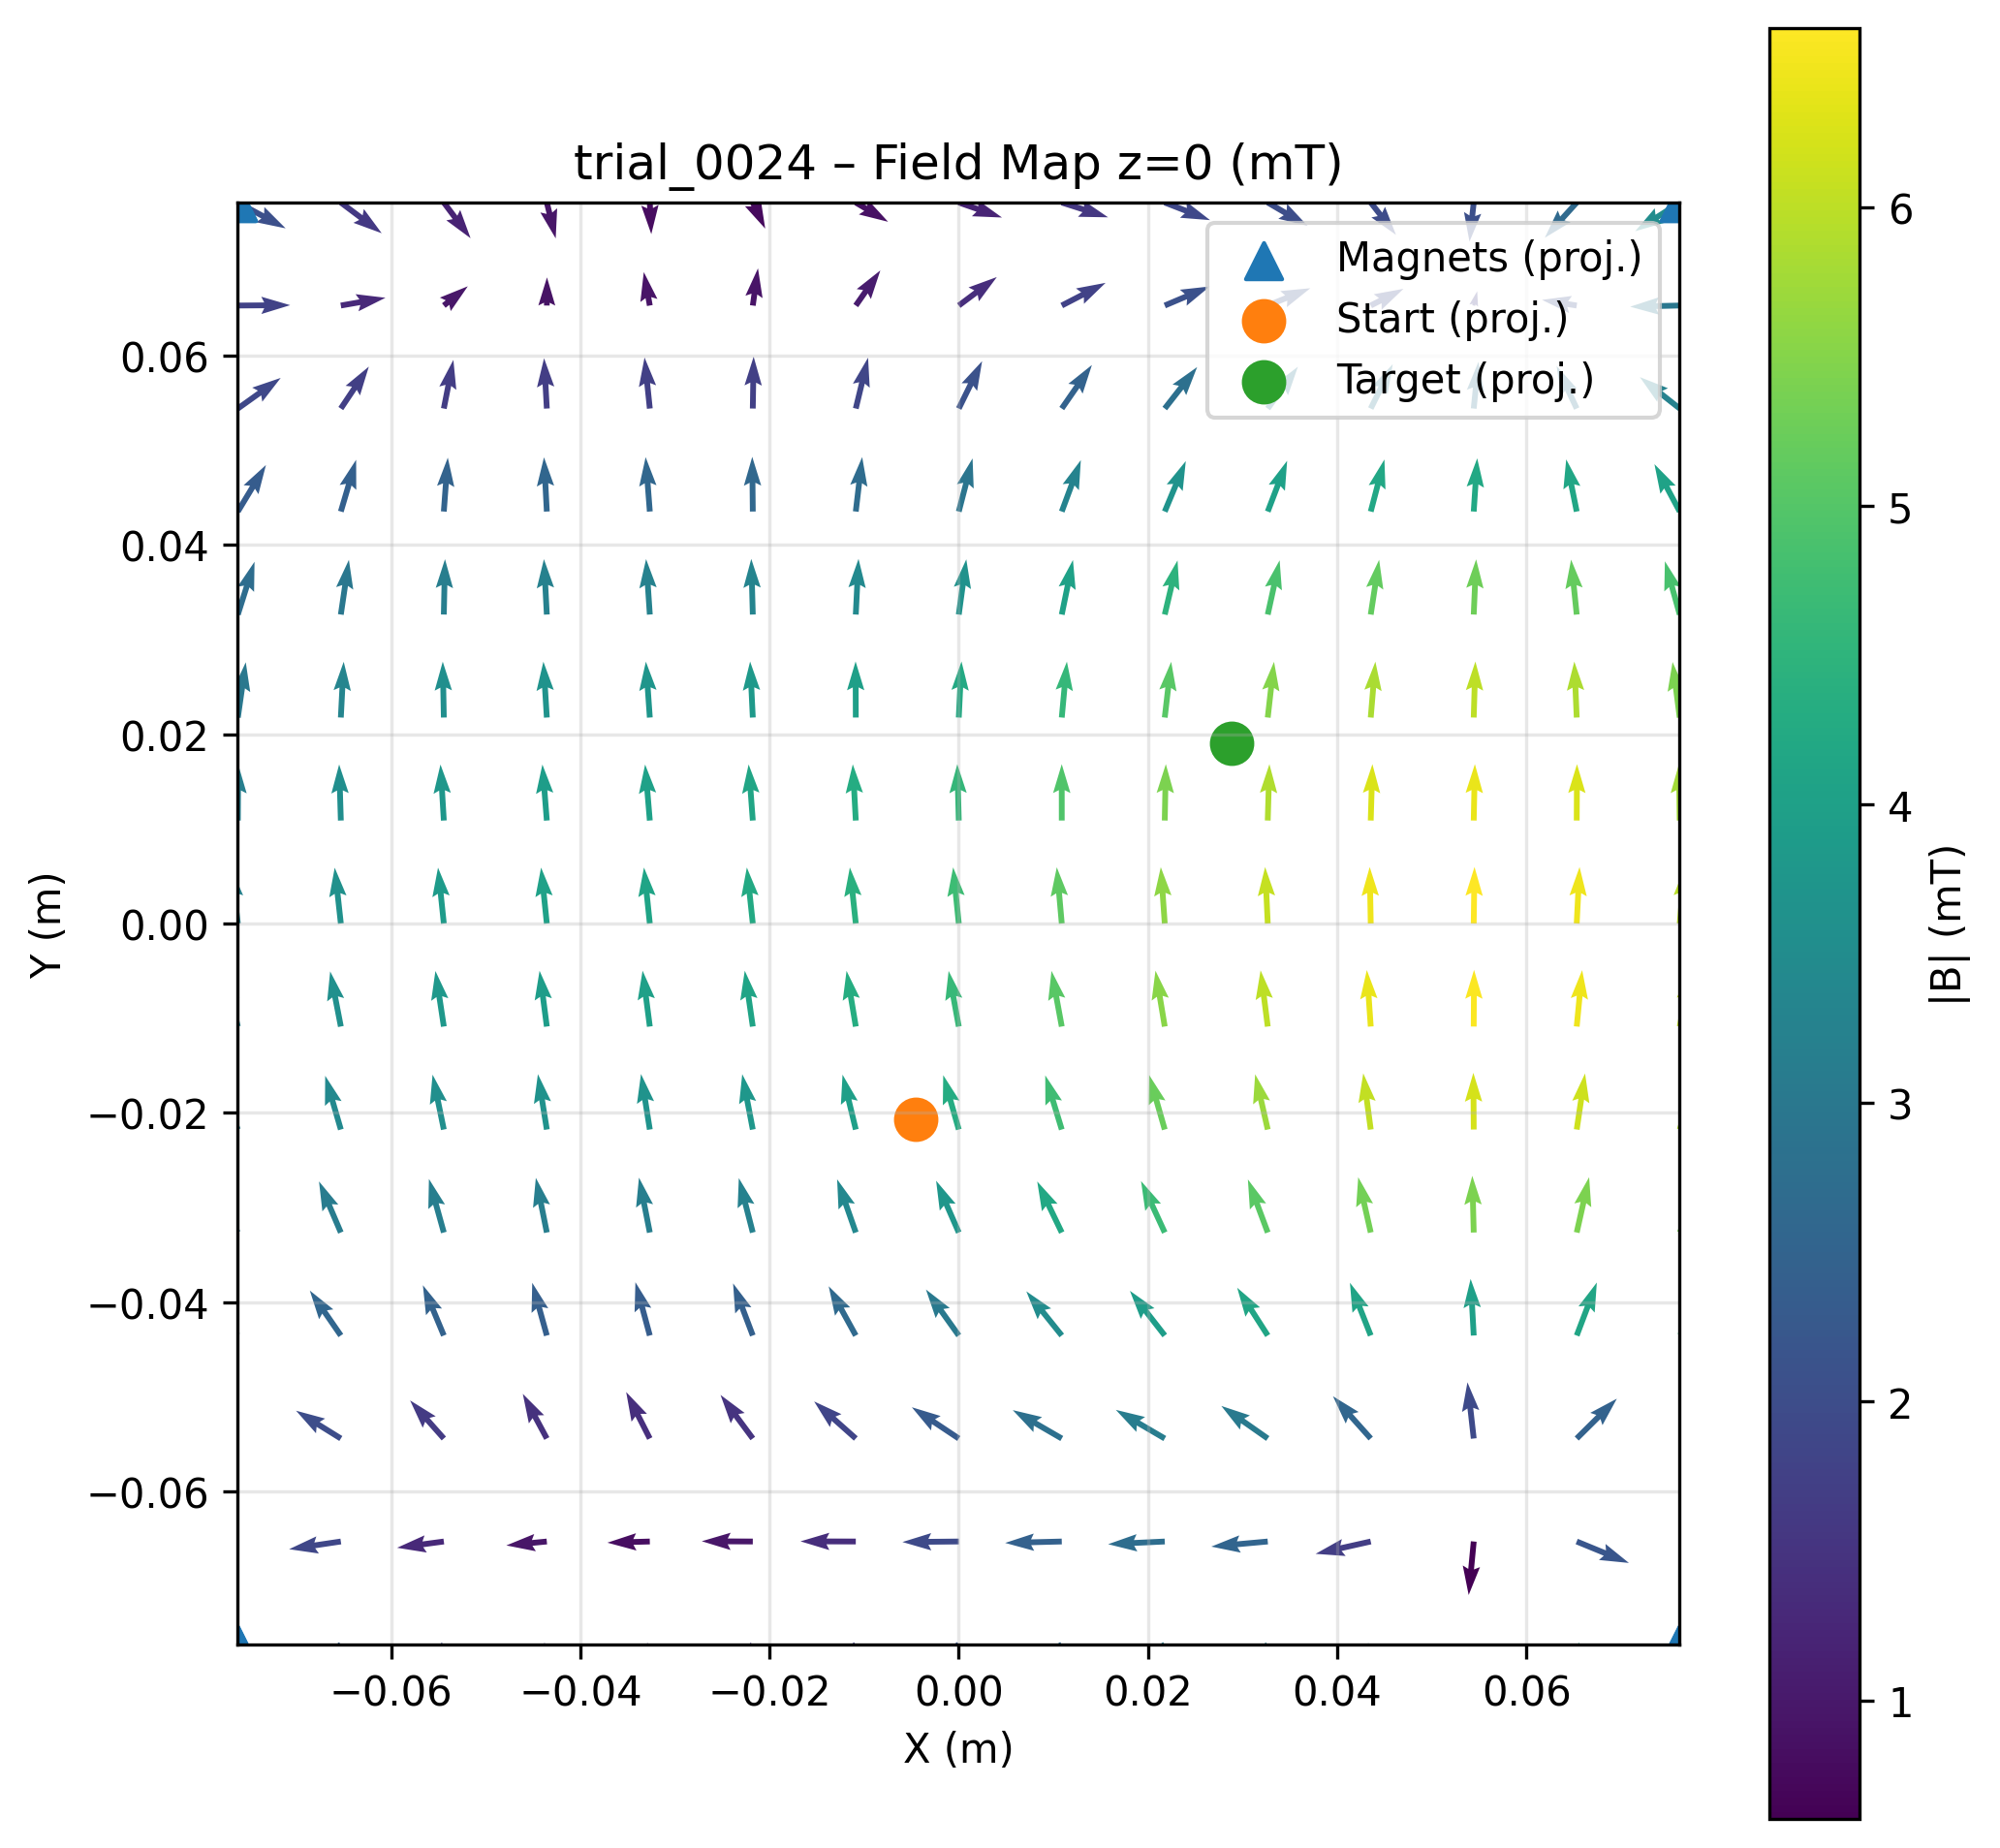 trial_0024 – Field Map z=0 (mT)
Magnets (proj.)
Start (proj.)
Target (proj.)
Y (m)
0.06
0.04
0.02
0.00
−0.02
−0.04
−0.06
−0.06
−0.04
−0.02
0.00
0.02
0.04
0.06
X (m)
6
5
4
3
2
1
|B| (mT)